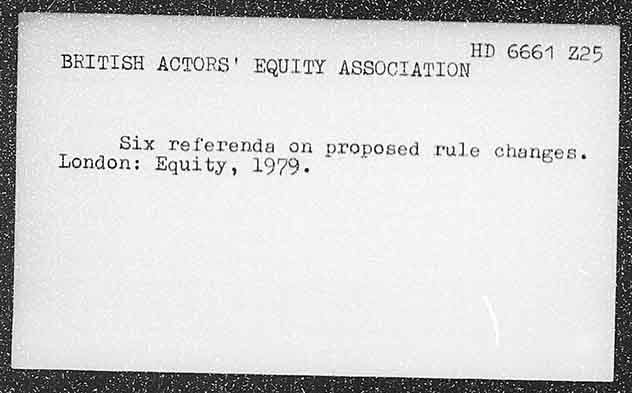 HD 6661 Z25
BRITISH ACTORS' EQUITY ASSOCIATION
Six referenda on proposed rule changes.
London: Equity, 1979.